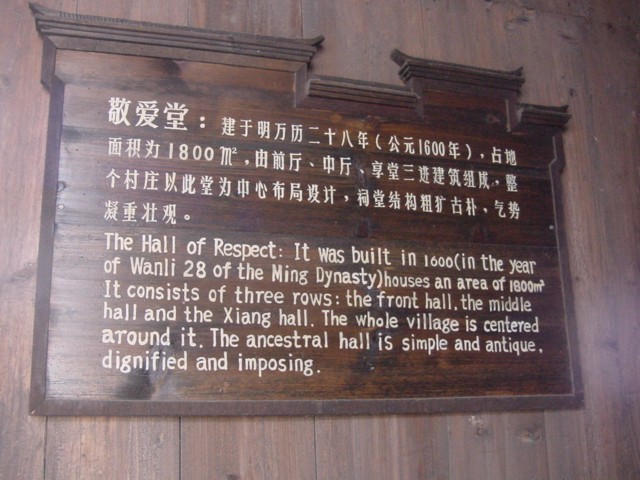 敬爱堂：建于明万历二十八年（公元1600年），占地
面积为1800㎡，由前厅、中厅、享堂三进建筑组成，整
个村庄以此堂为中心布局设计，祠堂结构粗犷古朴，气势
凝重壮观。
The Hall of Respect: It was built in 1600(in the year
of Wanli 28 of the Ming Dynasty)houses an area of 1800㎡
It consists of three rows: the front hall. the middle
hall and the Xiang hall. The whole village is centered
around it. The ancestral hall is simple and antique.
dignified and imposing.